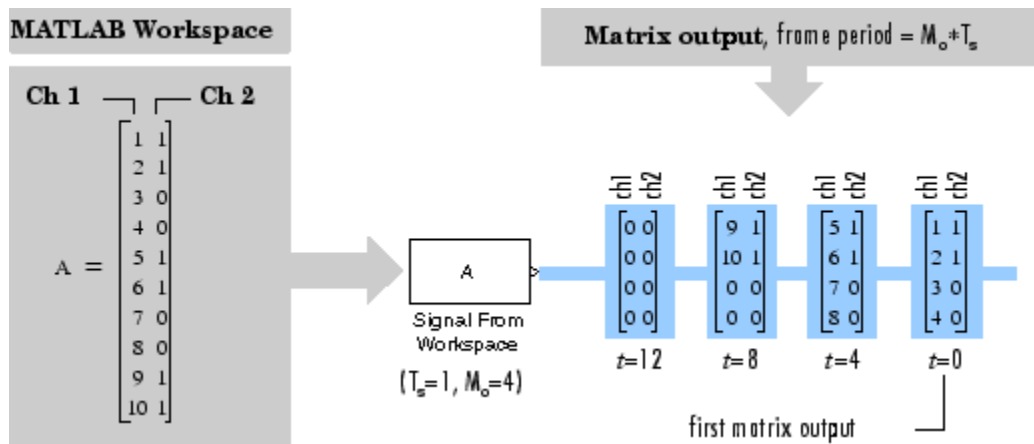 MATLAB Workspace
Ch 1 Ch 2
A =
1 1
2 1
3 0
4 0
5 1
6 1
7 0
8 0
9 1
10 1
A
Signal From
Workspace
(Ts=1, Mo=4)
Matrix output, frame period = Mo*Ts
ch1 ch2
0 0
0 0
0 0
0 0
t=12
ch1 ch2
9 1
10 1
0 0
0 0
t=8
ch1 ch2
5 1
6 1
7 0
8 0
t=4
ch1 ch2
1 1
2 1
3 0
4 0
t=0
first matrix output